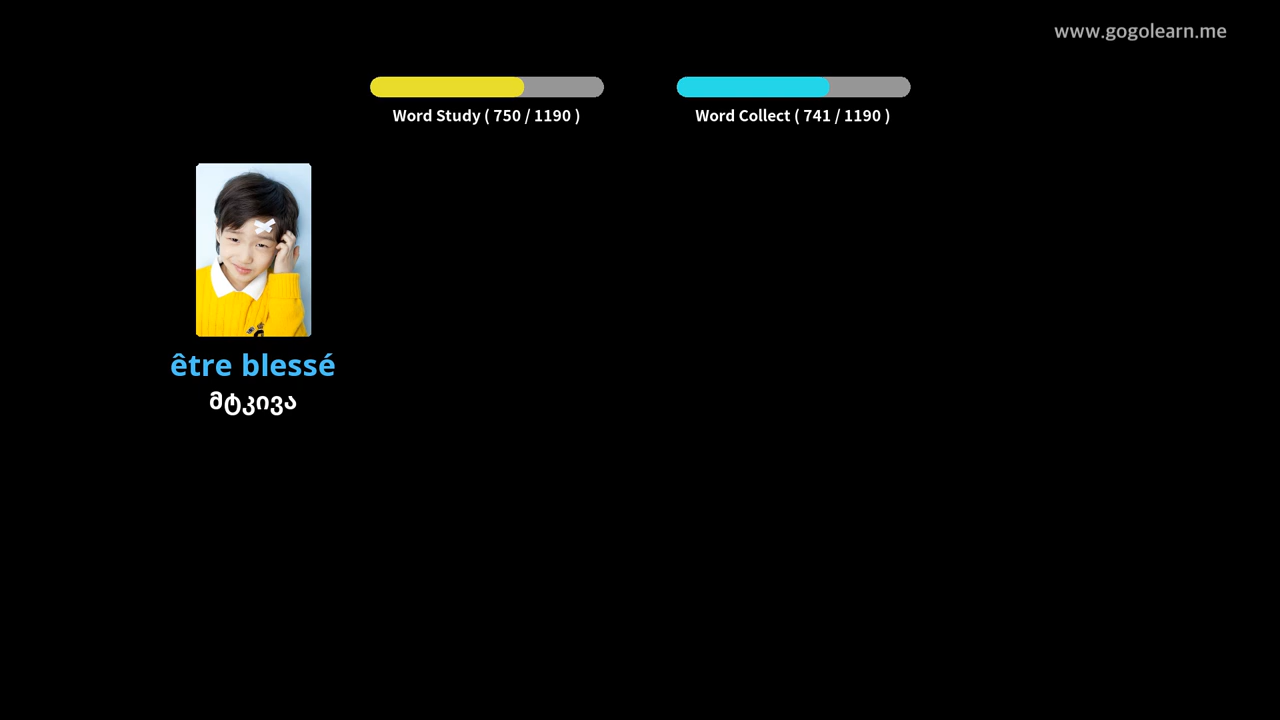 www.gogolearn.me
Word Study ( 750 / 1190 )
Word Collect ( 741 / 1190 )
être blessé
მტკივა